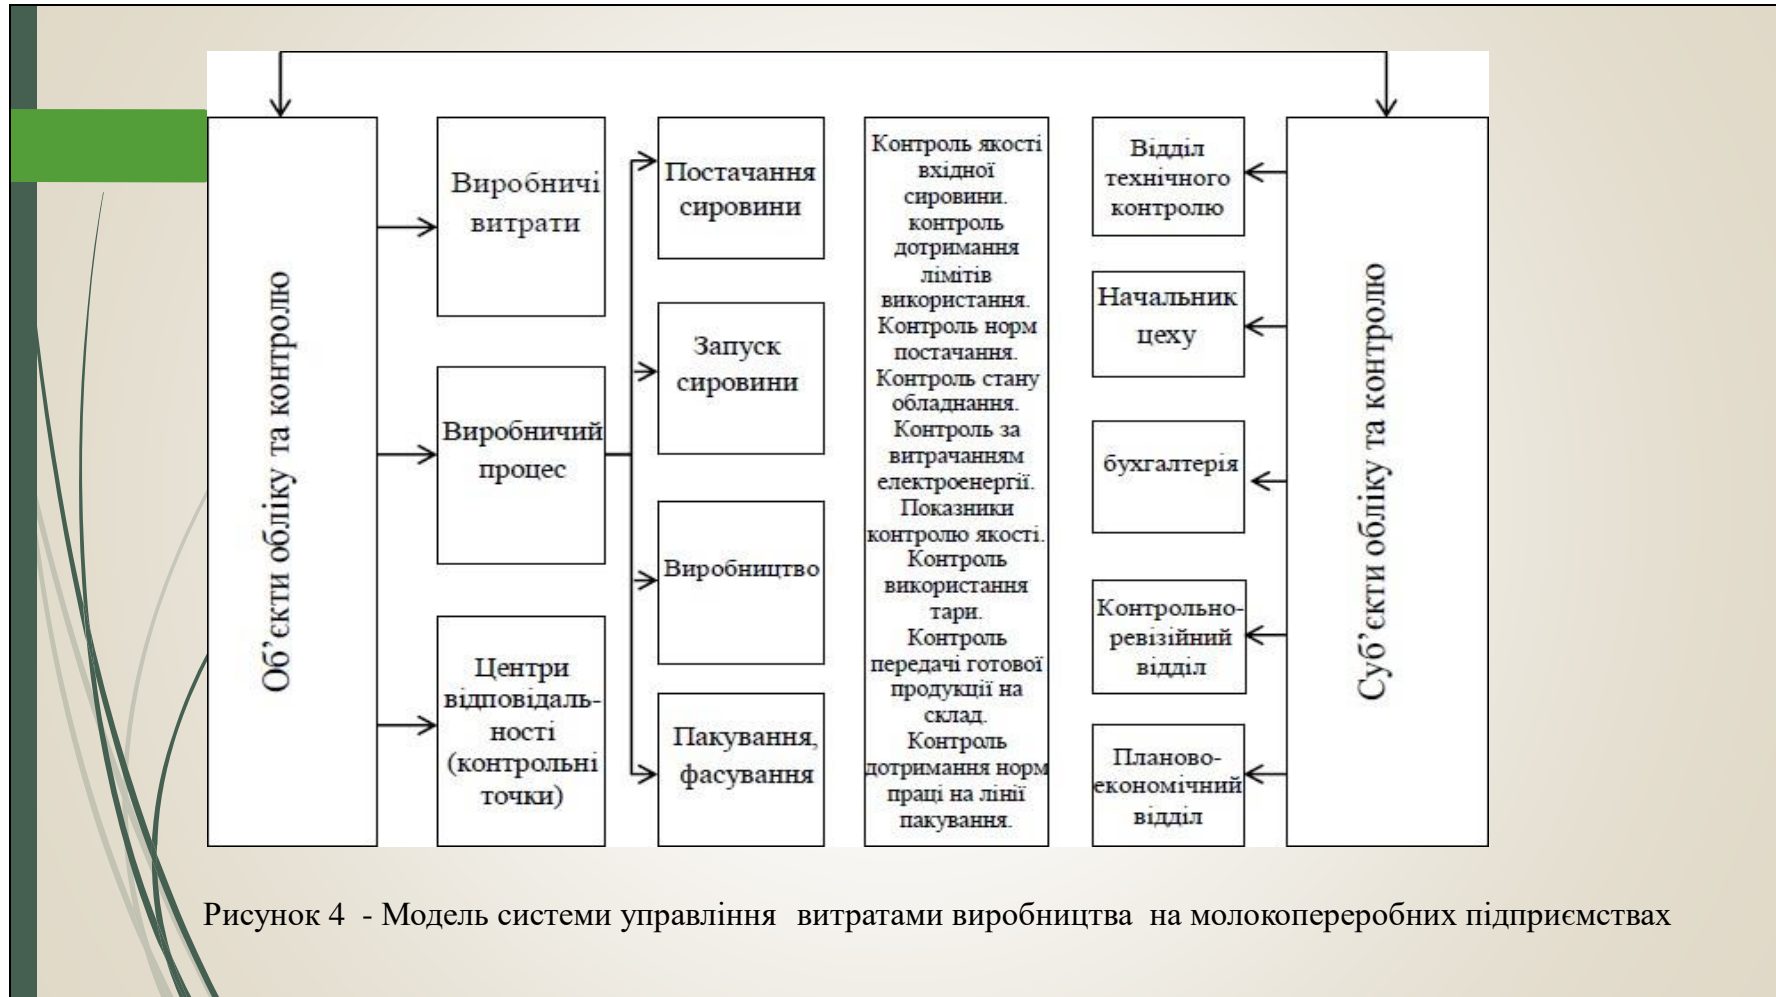 Об’єкти обліку та контролю
Виробничі
витрати
Виробничий
процес
Центри
відповідаль-
ності
(контрольні
точки)
Постачання
сировини
Запуск
сировини
Виробництво
Пакування,
фасування
Контроль якості
вхідної
сировини.
контроль
дотримання
лімітів
використання.
Контроль норм
постачання.
Контроль стану
обладнання.
Контроль за
витрачанням
електроенергії.
Показники
контролю якості.
Контроль
використання
тари.
Контроль
передачі готової
продукції на
склад.
Контроль
дотримання норм
праці на лінії
пакування.
Відділ
технічного
контролю
Начальник
цеху
бухгалтерія
Контрольно-
ревізійний
відділ
Планово-
економічний
відділ
Суб’єкти обліку та контролю
Рисунок 4 - Модель системи управління витратами виробництва на молокопереробних підприємствах